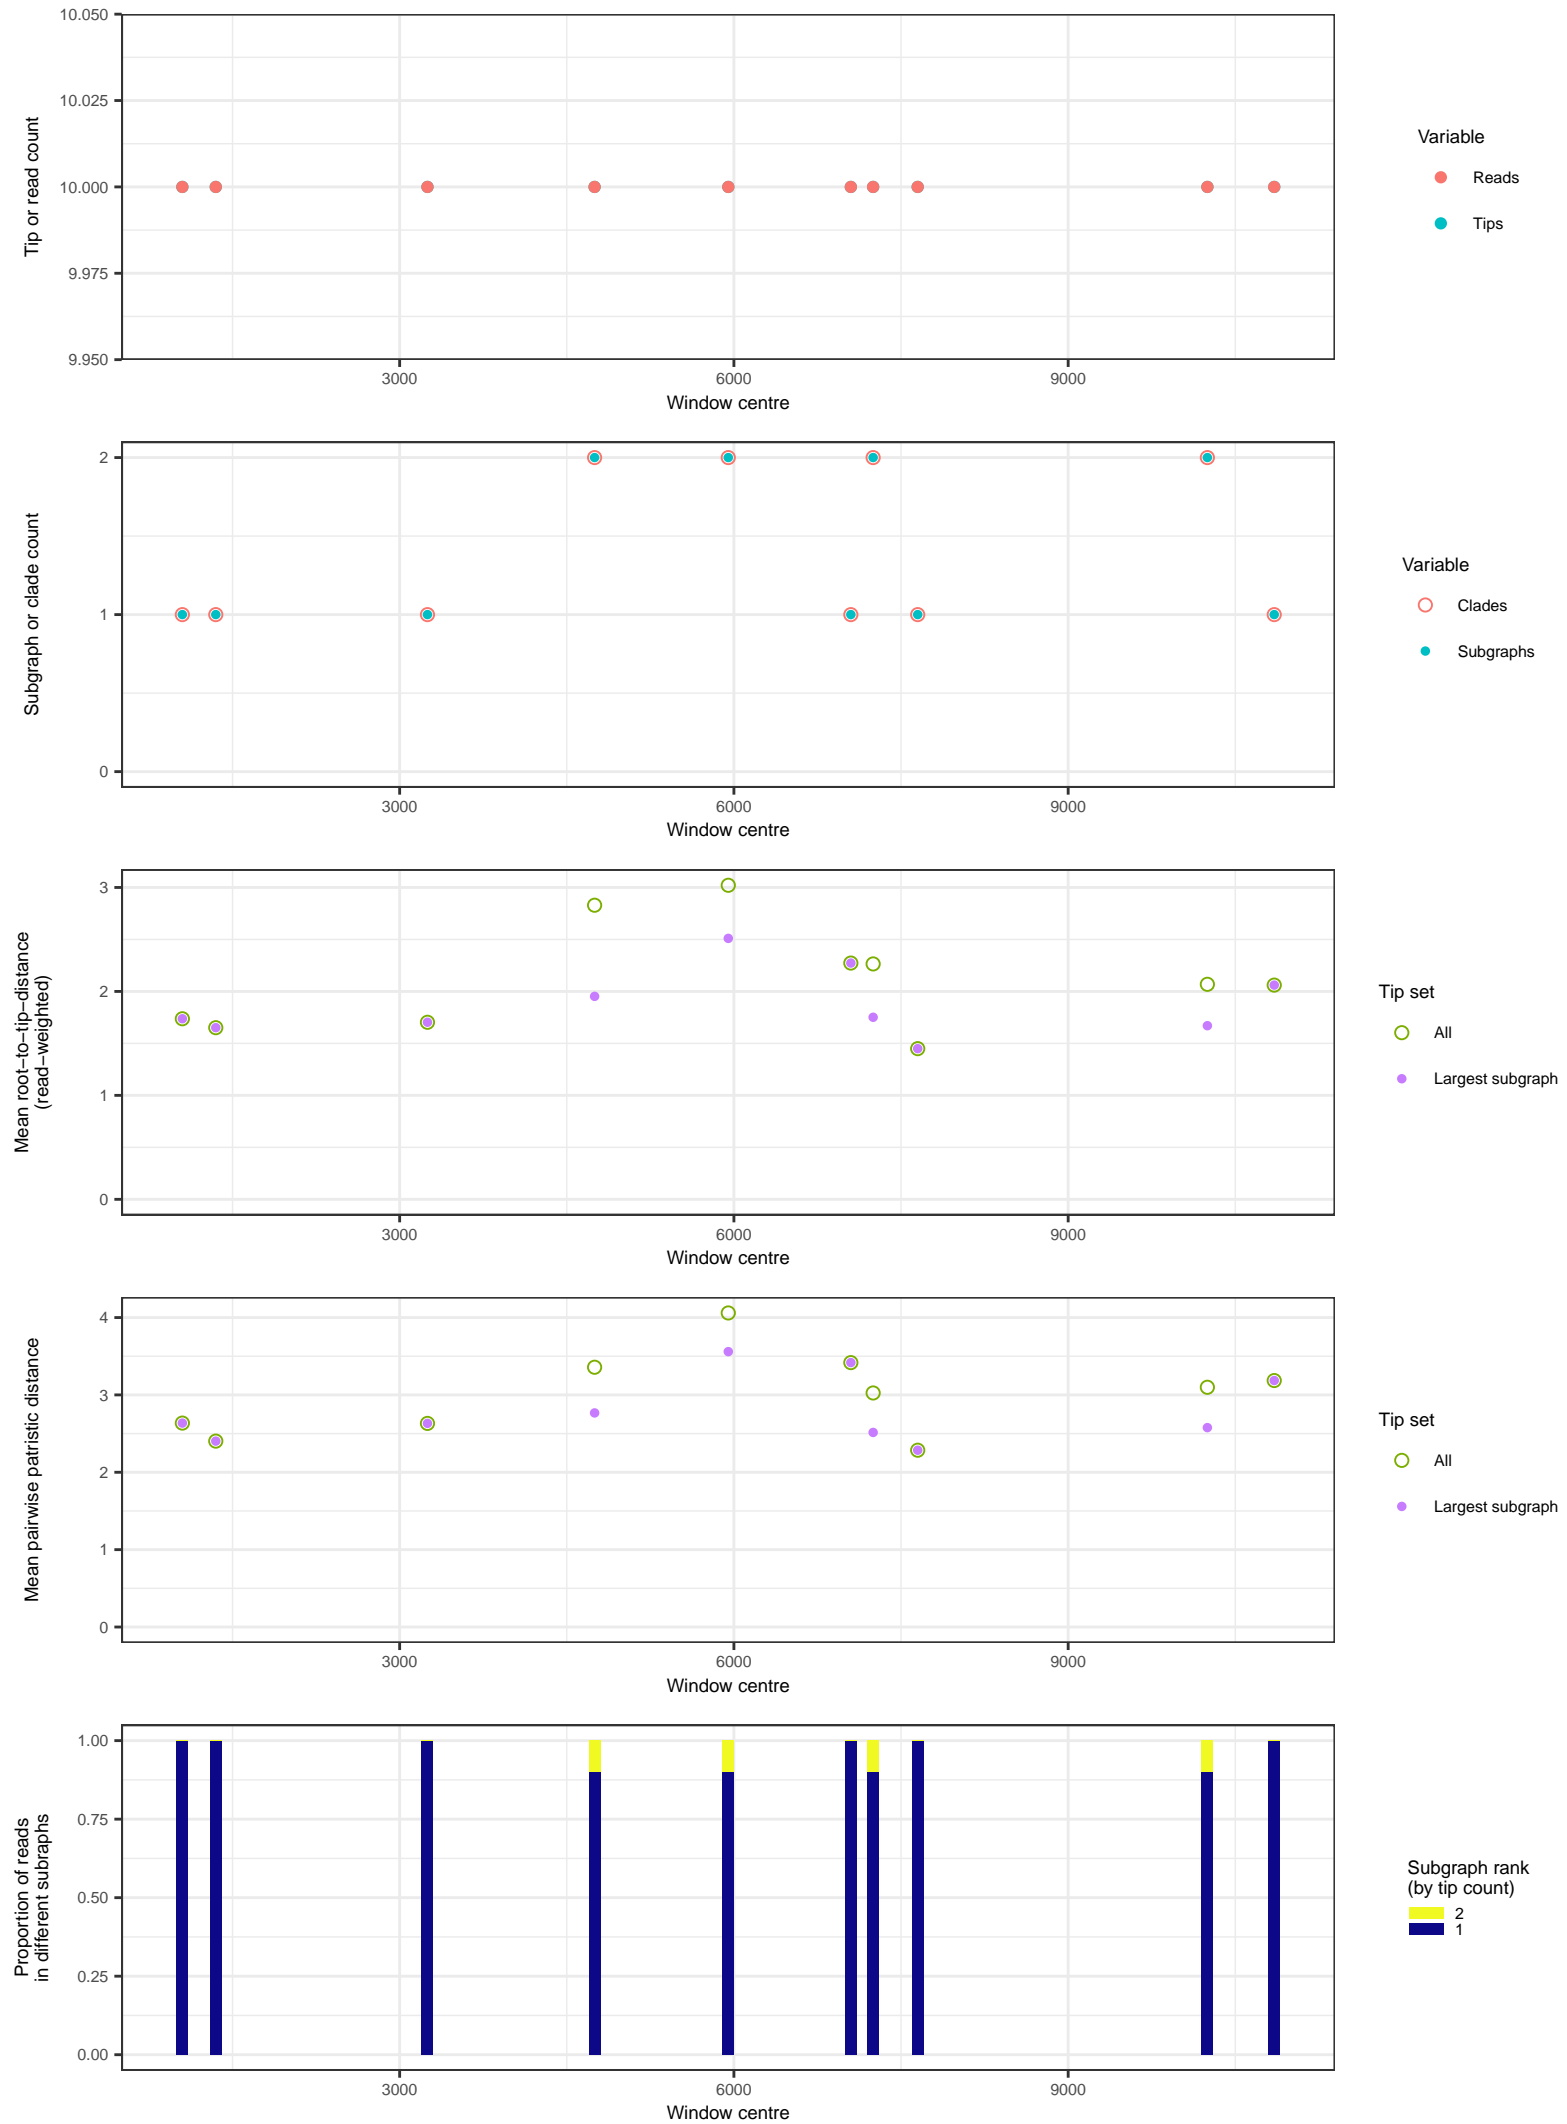 10.050
10.025
10.000
9.975
9.950
Tip or read count
3000
6000
9000
Window centre
Variable
Reads
Tips
2
1
0
Subgraph or clade count
3000
6000
9000
Window centre
Variable
Clades
Subgraphs
3
2
1
0
Mean root−to−tip−distance
(read−weighted)
3000
6000
9000
Window centre
Tip set
All
Largest subgraph
4
3
2
1
0
Mean pairwise patristic distance
3000
6000
9000
Window centre
Tip set
All
Largest subgraph
1.00
0.75
0.50
0.25
0.00
Proportion of reads
in different subraphs
3000
6000
9000
Window centre
Subgraph rank
(by tip count)
2
1